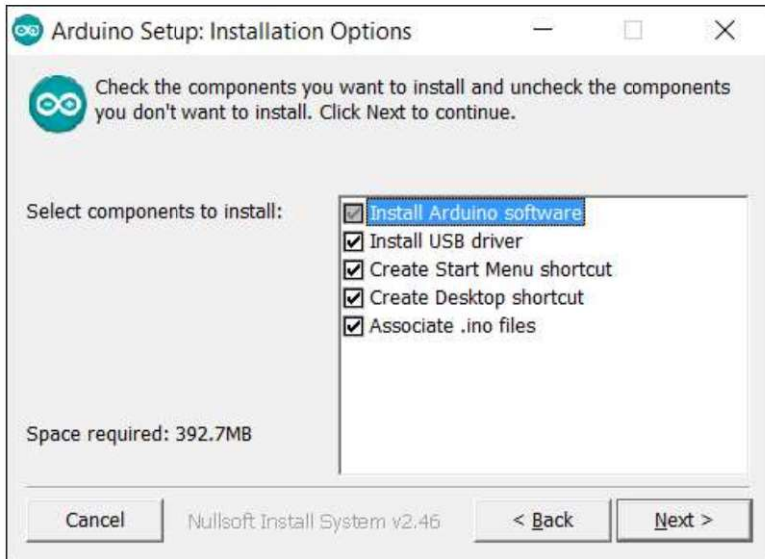 Arduino Setup: Installation Options
Check the components you want to install and uncheck the components
you don't want to install. Click Next to continue.
Select components to install:
Install Arduino software
Install USB driver
Create Start Menu shortcut
Create Desktop shortcut
Associate .ino files
Space required: 392.7MB
Cancel
Nullsoft Install System v2.46
< Back
Next >